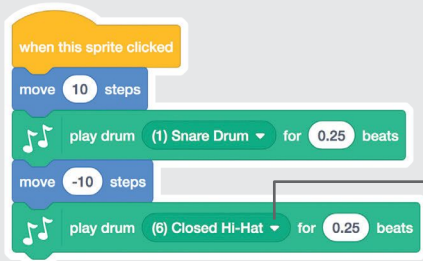 when this sprite clicked
move 10 steps
play drum (1) Snare Drum for 0.25 beats
move -10 steps
play drum (6) Closed Hi-Hat for 0.25 beats